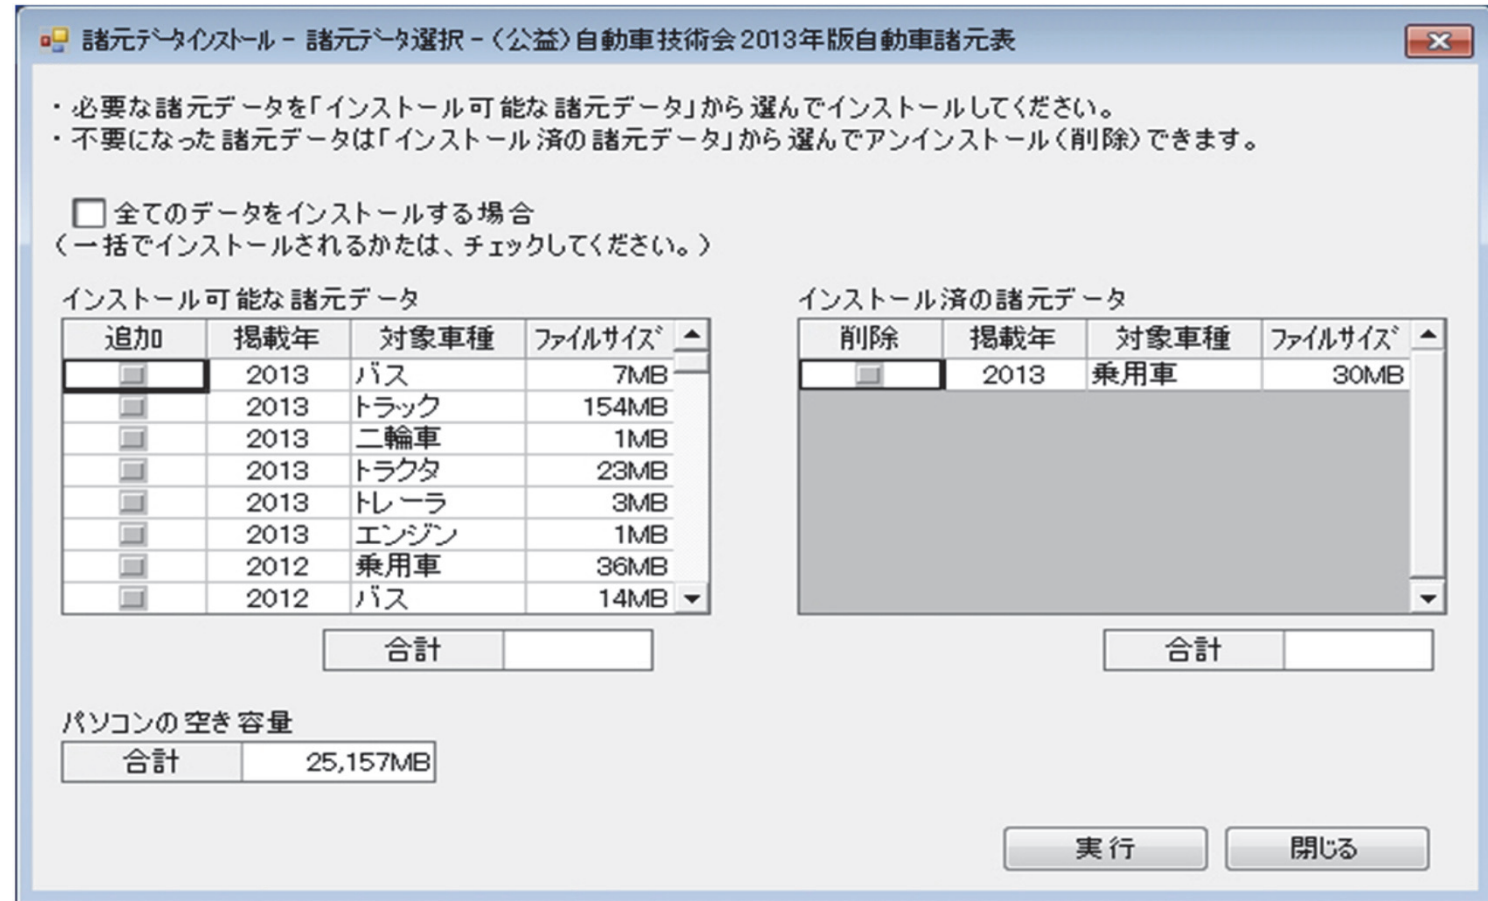 諸元データインストール - 諸元データ選択 - (公益)自動車技術会2013年版自動車諸元表
・必要な諸元データを「インストール可能な諸元データ」から選んでインストールしてください。
・不要になった諸元データは「インストール済の諸元データ」から選んでアンインストール(削除)できます。
全てのデータをインストールする場合
(一括でインストールされるかたは、チェックしてください。)
インストール可能な諸元データ
追加 掲載年 対象車種 ファイルサイズ
2013 バス 7MB
2013 トラック 154MB
2013 二輪車 1MB
2013 トラクタ 23MB
2013 トレーラ 3MB
2013 エンジン 1MB
2012 乗用車 36MB
2012 バス 14MB
合計
インストール済の諸元データ
削除 掲載年 対象車種 ファイルサイズ
2013 乗用車 30MB
合計
パソコンの空き容量
合計 25,157MB
実行 閉じる